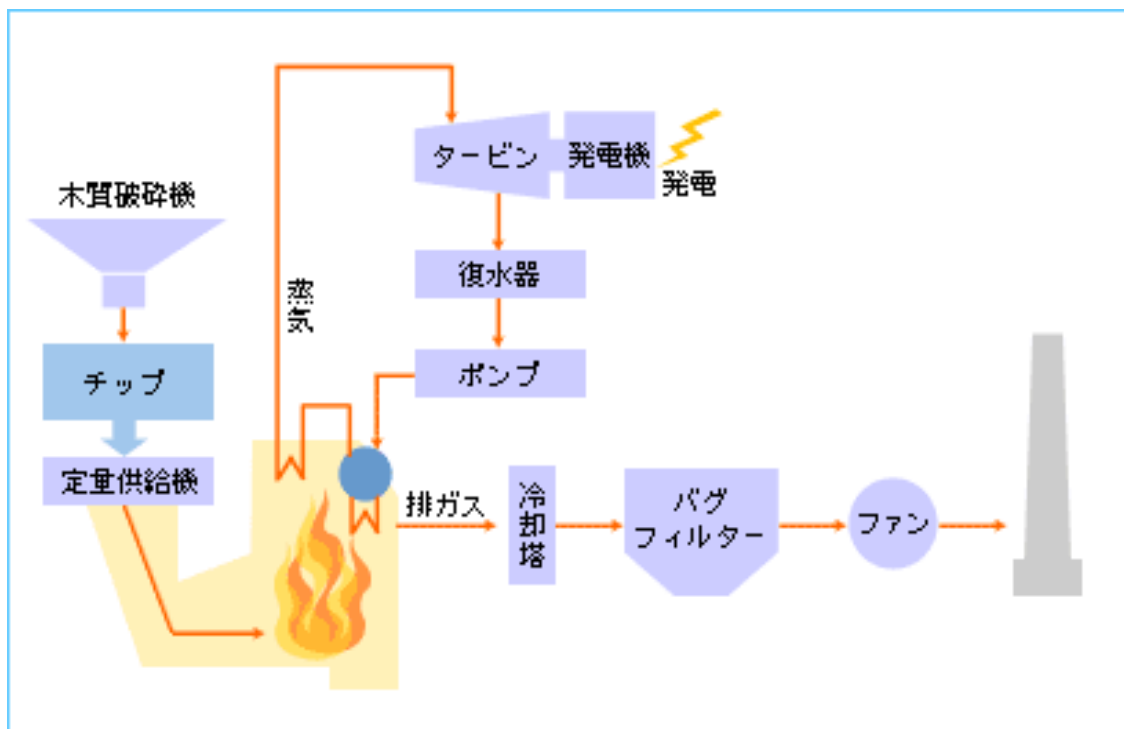 木質破砕機
チップ
定量供給機
蒸気
タービン
発電機
発電
復水器
ポンプ
排ガス
冷却塔
バグ
フィルター
ファン